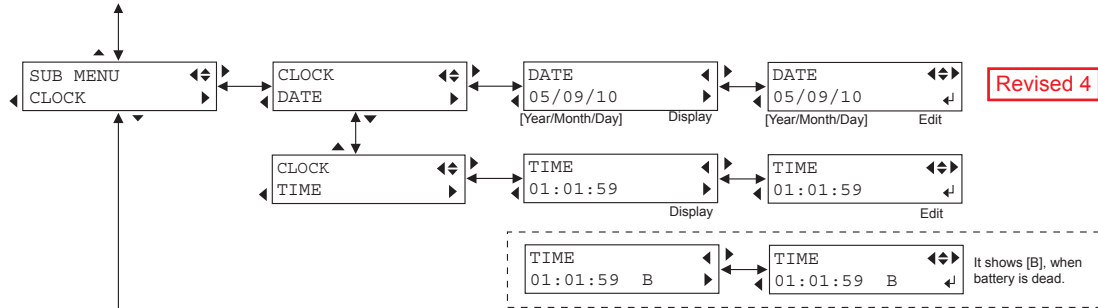 SUB MENU
CLOCK
CLOCK
DATE
DATE
05/09/10
[Year/Month/Day]
Display
DATE
05/09/10
[Year/Month/Day]
Edit
Revised 4
CLOCK
TIME
TIME
01:01:59
Display
TIME
01:01:59
Edit
TIME
01:01:59 B
TIME
01:01:59 B
It shows [B], when
battery is dead.